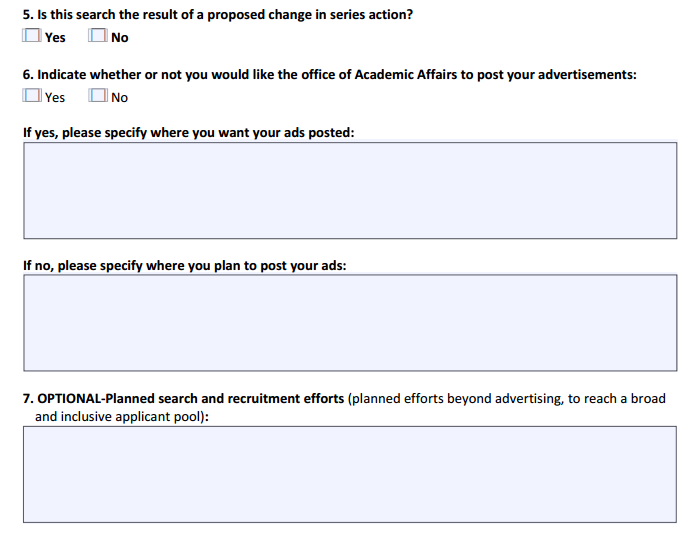 5. Is this search the result of a proposed change in series action?
Yes No
6. Indicate whether or not you would like the office of Academic Affairs to post your advertisements:
Yes No
If yes, please specify where you want your ads posted:
If no, please specify where you plan to post your ads:
7. OPTIONAL-Planned search and recruitment efforts (planned efforts beyond advertising, to reach a broad
and inclusive applicant pool):